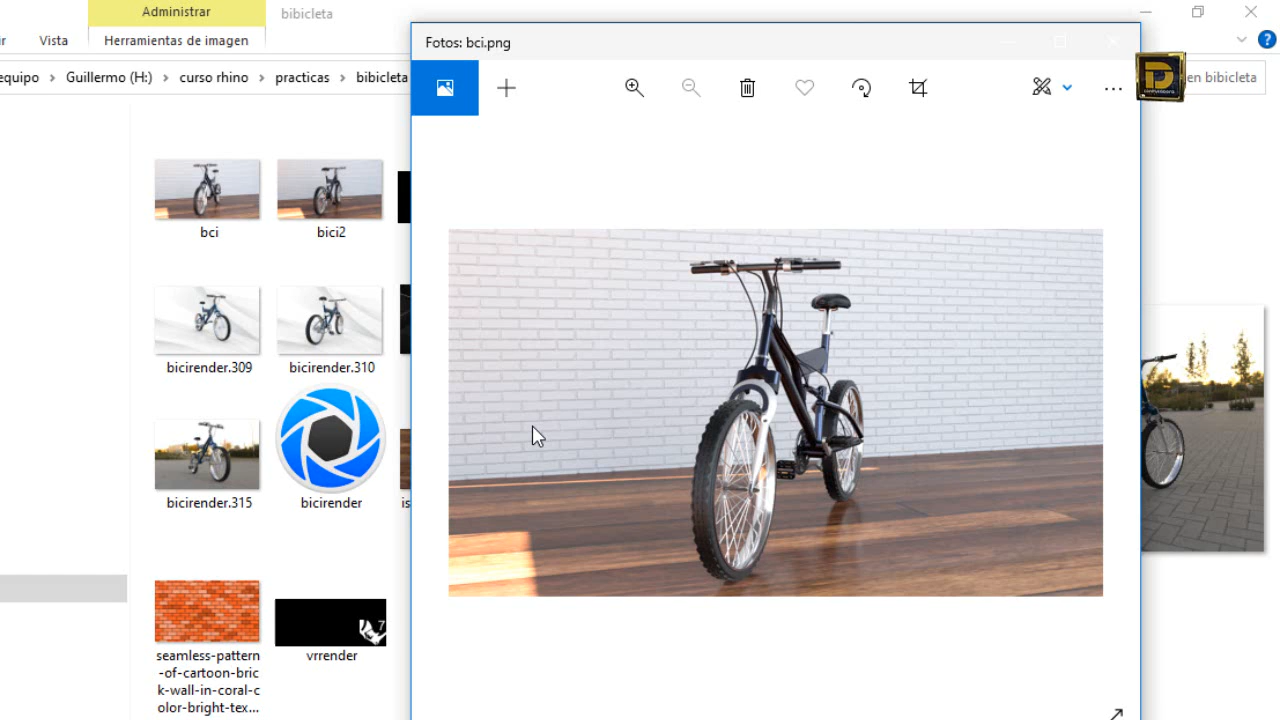 Administrar
bibicleta
ir
Vista
Herramientas de imagen
Fotos: bci.png
equipo > Guillermo (H:) > curso rhino > practicas > bibicleta
en bibicleta
bci
bici2
bicirender.309
bicirender.310
bicirender.315
bicirender
is
seamless-pattern
-of-cartoon-bric
k-wall-in-coral-c
olor-bright-tex...
vrrender
7